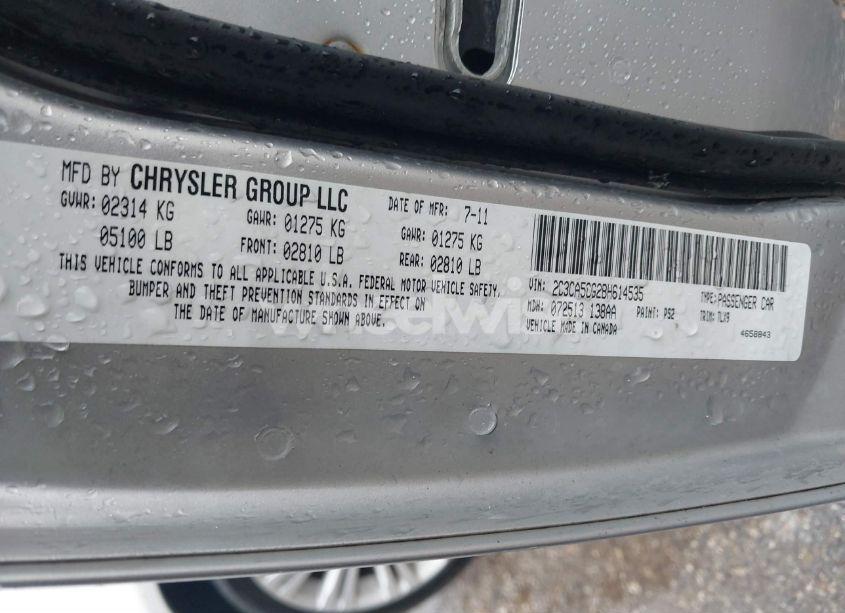 MFD BY CHRYSLER GROUP LLC
DATE OF MFR: 7-11
GVWR: 02314 KG
GAWR: 01275 KG
GAWR: 01275 KG
05100 LB
FRONT: 02810 LB
REAR: 02810 LB
THIS VEHICLE CONFORMS TO ALL APPLICABLE U.S.A. FEDERAL MOTOR VEHICLE SAFETY,
BUMPER AND THEFT PREVENTION STANDARDS IN EFFECT ON
THE DATE OF MANUFACTURE SHOWN ABOVE.
VIN: 2C3CA5CG2BH614535
TYPE: PASSENGER CAR
MDH: 072513 138AA
PAINT: PS2
TRIM: TLX9
VEHICLE MADE IN CANADA
4658843